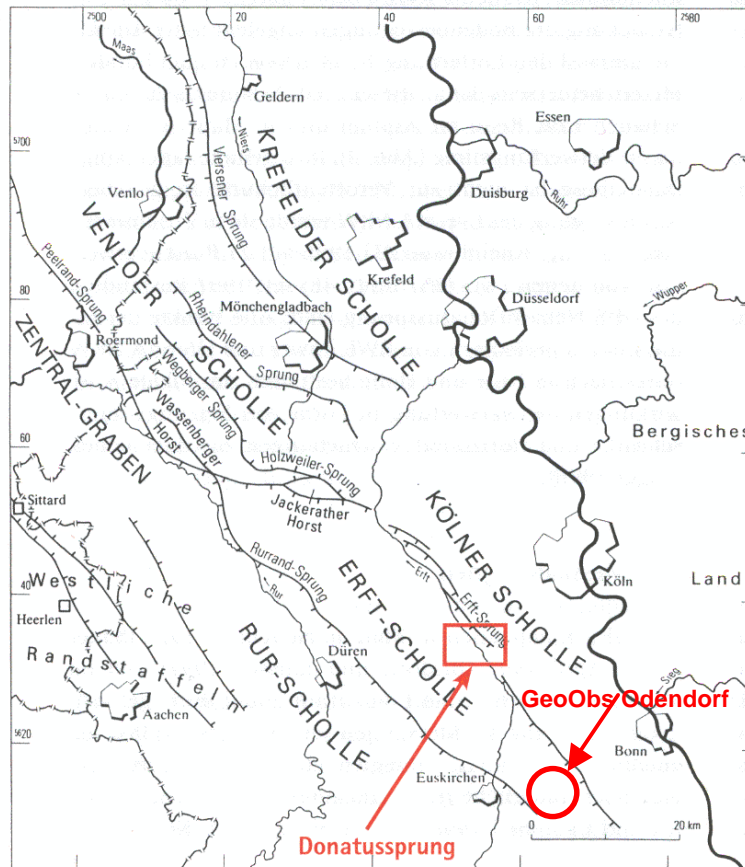 7500
20
40
60
7580
Maas
Geldern
Essen
Niers
Viersener Sprung
KREFELDER SCHOLLE
5700
Duisburg
Ruhr
Venlo
VENLOER SCHOLLE
Krefeld
Peelrand-Sprung
80
Rheindahlener Sprung
Mönchengladbach
Düsseldorf
Wupper
Roermond
ZENTRAL-GRABEN
Wegberger Sprung
Wassenberger Horst
Bergisches
60
Holzweiler-Sprung
Sittard
Jackerather
Horst
KÖLNER SCHOLLE
Rurrand-Sprung
Erft
Erft-Sprung
Westliche
Rur
ERFT-SCHOLLE
Köln
Land
40
Heerlen
Randstaffeln
Düren
RUR-SCHOLLE
Sieg
Aachen
GeoObs Odendorf
5620
Bonn
Euskirchen
0
20 km
Donatussprung